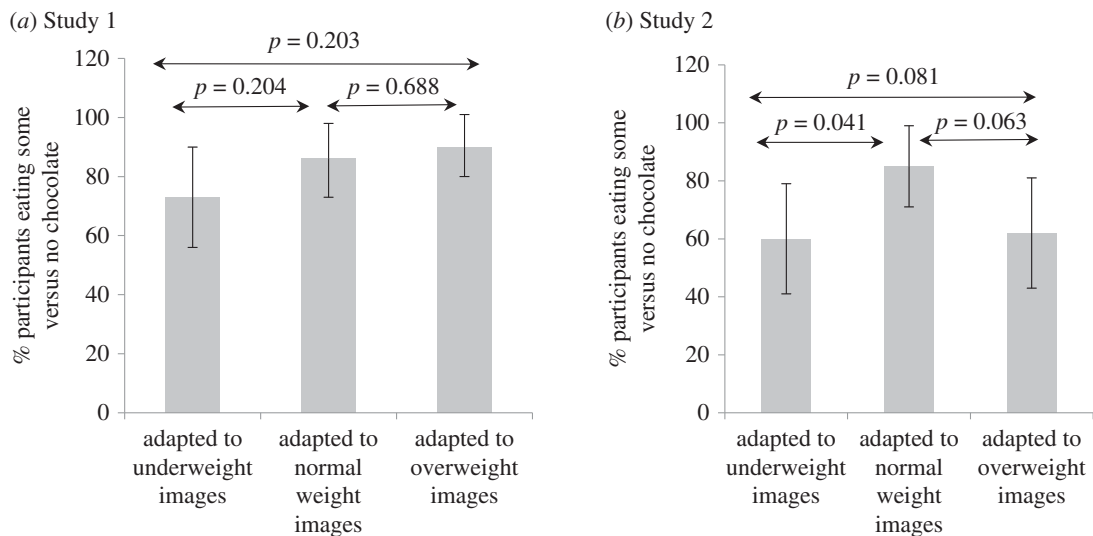 (a) Study 1
p = 0.203
p = 0.204
p = 0.688
120
100
80
60
40
20
0
% participants eating some
versus no chocolate
adapted to
underweight
images
adapted to
normal
weight
images
adapted to
overweight
images
(b) Study 2
p = 0.081
p = 0.041
p = 0.063
120
100
80
60
40
20
0
% participants eating some
versus no chocolate
adapted to
underweight
images
adapted to
normal
weight
images
adapted to
overweight
images